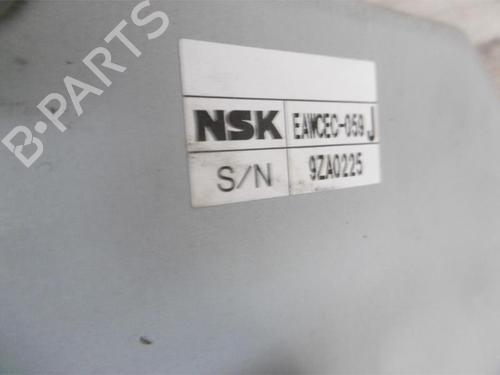 B-PARTS
NSK EAWCEC-059 J
S/N 9ZA0225